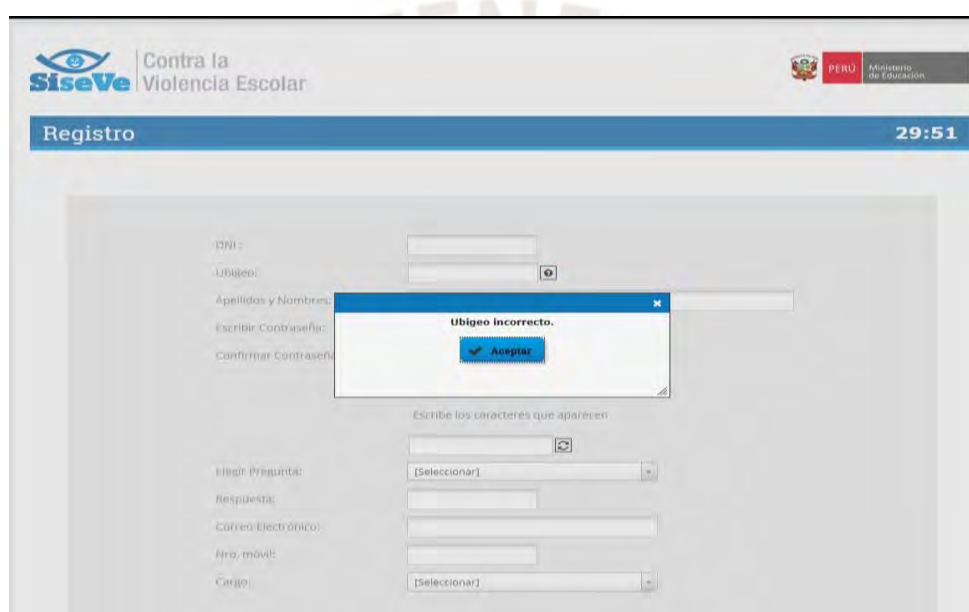 SíseVe
Contra la
Violencia Escolar
PERÚ
Ministerio
de Educación
Registro
29:51
DNI :
Ubigeo:
Apellidos y Nombres:
Escribir Contraseña:
Confirmar Contraseña
Ubigeo incorrecto.
Aceptar
Escribe los caracteres que aparecen
Elegir Pregunta:
[Seleccionar]
Respuesta:
Correo Electrónico:
Nro. móvil:
Cargo:
[Seleccionar]